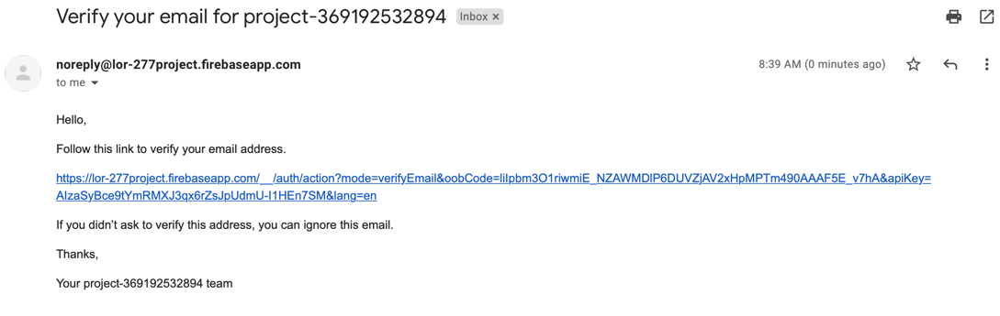 Verify your email for project-369192532894 Inbox ×
noreply@lor-277project.firebaseapp.com 8:39 AM (0 minutes ago)
to me
Hello,
Follow this link to verify your email address.
https://lor-277project.firebaseapp.com/__/auth/action?mode=verifyEmail&oobCode=liIpbm3O1riwmiE_NZAWMDlP6DUVZjAV2xHpMPTm490AAAF5E_v7hA&apiKey=
AIzaSyBce9tYmRMXJ3qx6rZsJpUdmU-I1HEn7SM&lang=en
If you didn’t ask to verify this address, you can ignore this email.
Thanks,
Your project-369192532894 team